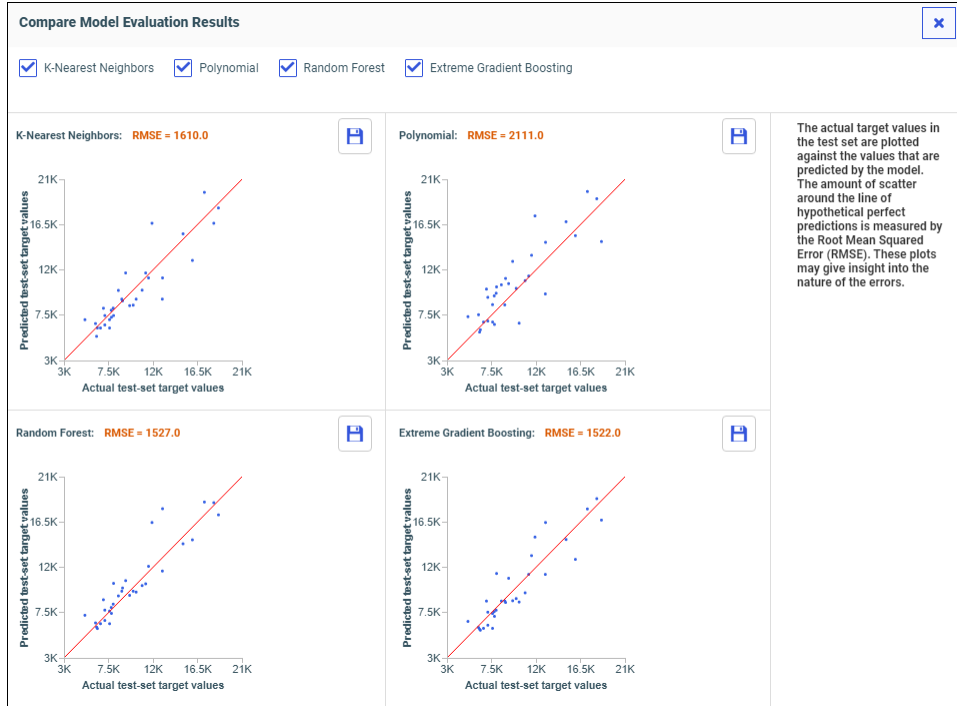 Compare Model Evaluation Results
K-Nearest Neighbors
Polynomial
Random Forest
Extreme Gradient Boosting
K-Nearest Neighbors: RMSE = 1610.0
21K
16.5K
12K
7.5K
3K
Predicted test-set target values
3K 7.5K 12K 16.5K 21K
Actual test-set target values
Polynomial: RMSE = 2111.0
21K
16.5K
12K
7.5K
3K
Predicted test-set target values
3K 7.5K 12K 16.5K 21K
Actual test-set target values
The actual target values in
the test set are plotted
against the values that are
predicted by the model.
The amount of scatter
around the line of
hypothetical perfect
predictions is measured by
the Root Mean Squared
Error (RMSE). These plots
may give insight into the
nature of the errors.
Random Forest: RMSE = 1527.0
21K
16.5K
12K
7.5K
3K
Predicted test-set target values
3K 7.5K 12K 16.5K 21K
Actual test-set target values
Extreme Gradient Boosting: RMSE = 1522.0
21K
16.5K
12K
7.5K
3K
Predicted test-set target values
3K 7.5K 12K 16.5K 21K
Actual test-set target values